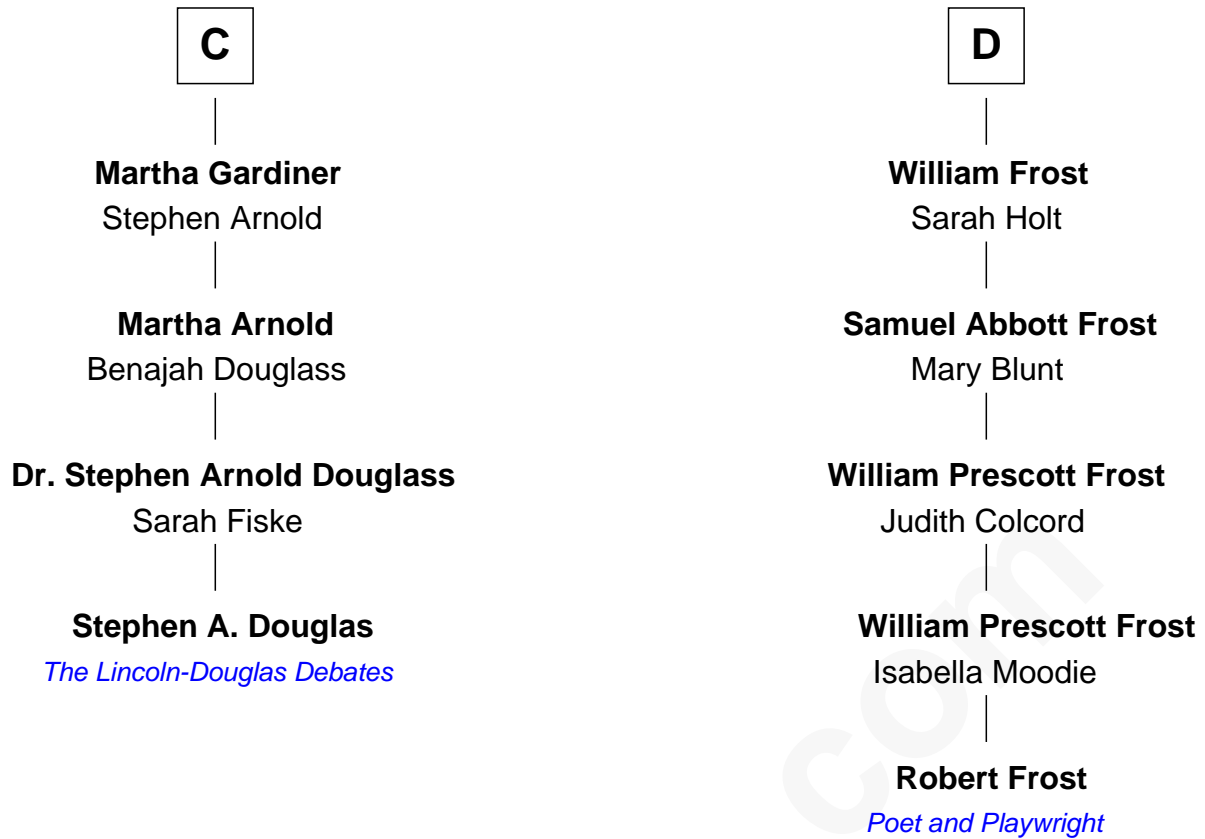 C
Martha Gardiner
Stephen Arnold
Martha Arnold
Benajah Douglass
Dr. Stephen Arnold Douglass
Sarah Fiske
Stephen A. Douglas
The Lincoln-Douglas Debates
D
William Frost
Sarah Holt
Samuel Abbott Frost
Mary Blunt
William Prescott Frost
Judith Colcord
William Prescott Frost
Isabella Moodie
Robert Frost
Poet and Playwright
com